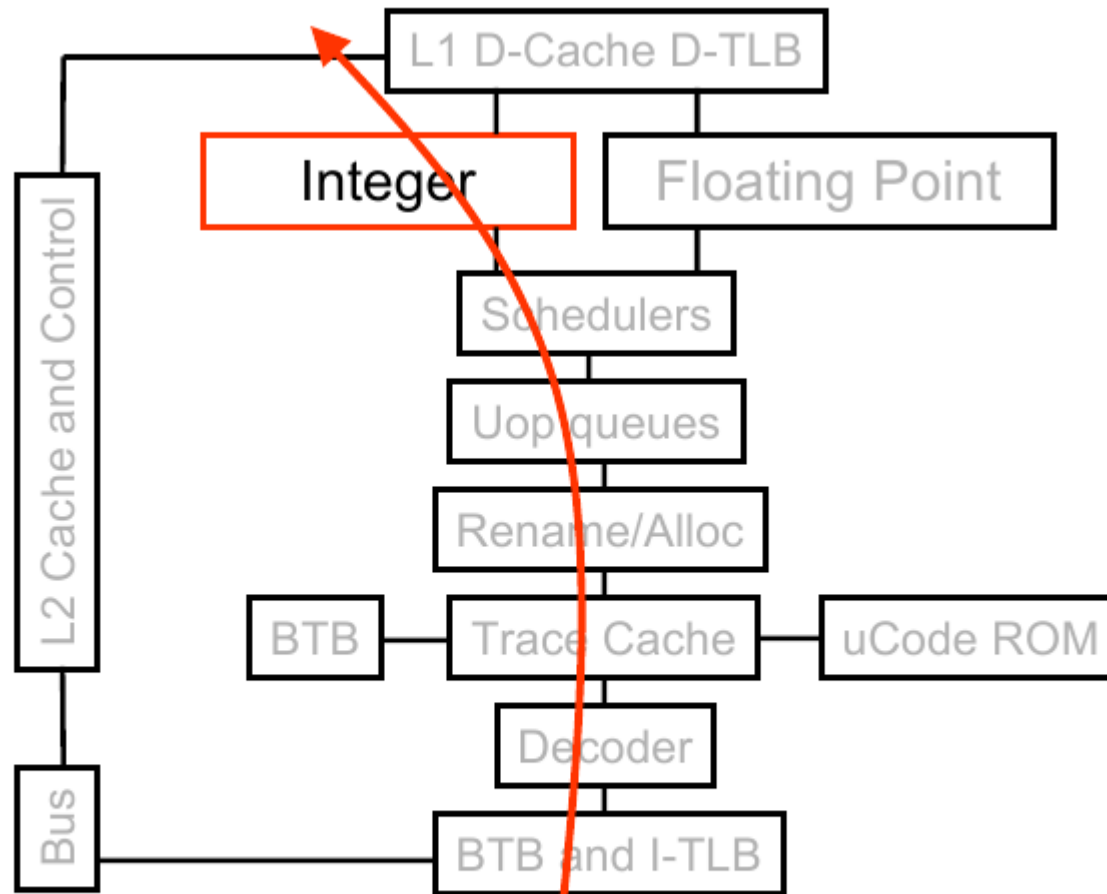 L1 D-Cache D-TLB
Integer
Floating Point
L2 Cache and Control
Schedulers
Uop queues
Rename/Alloc
BTB
Trace Cache
uCode ROM
Decoder
Bus
BTB and I-TLB